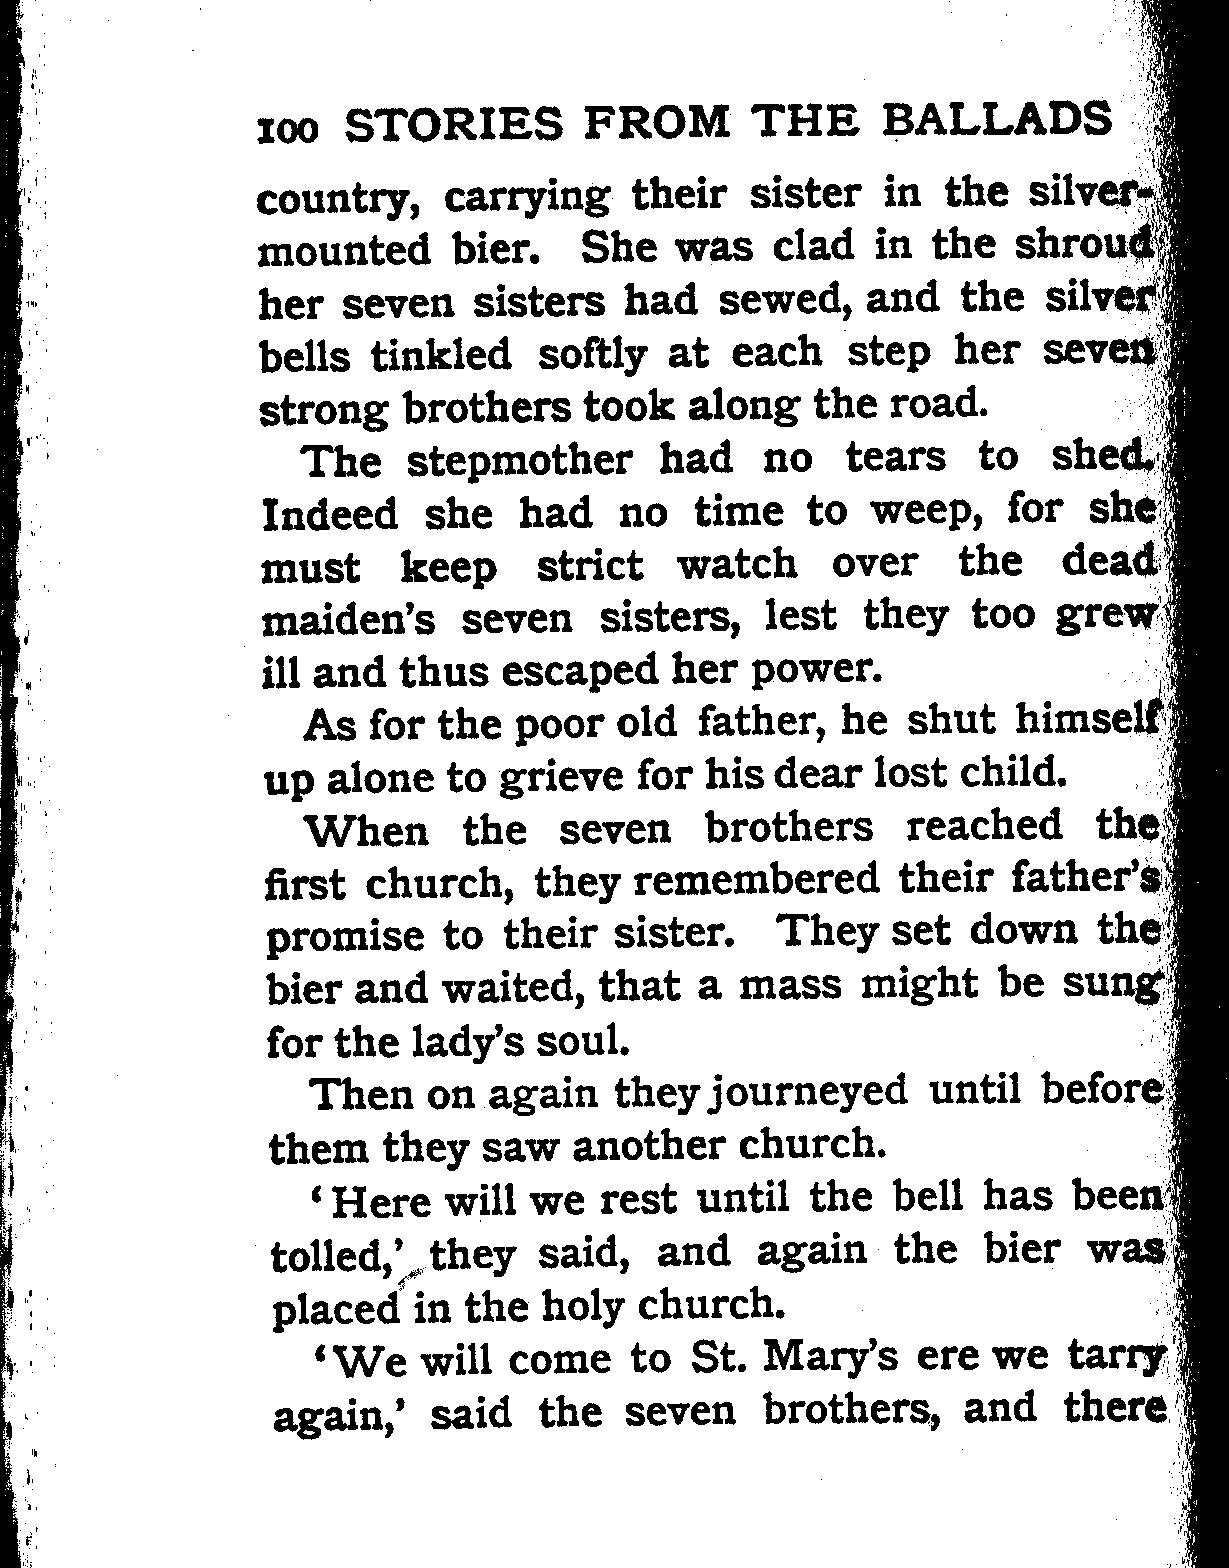 100 STORIES FROM THE BALLADS
country, carrying their sister in the silver-
mounted bier. She was clad in the shroud
her seven sisters had sewed, and the silver
bells tinkled softly at each step her seven
strong brothers took along the road.
The stepmother had no tears to shed.
Indeed she had no time to weep, for she
must keep strict watch over the dead
maiden's seven sisters, lest they too grew
ill and thus escaped her power.
As for the poor old father, he shut himself
up alone to grieve for his dear lost child.
When the seven brothers reached the
first church, they remembered their father's
promise to their sister. They set down the
bier and waited, that a mass might be sung
for the lady's soul.
Then on again they journeyed until before
them they saw another church.
‘Here will we rest until the bell has been
tolled,’ they said, and again the bier was
placed in the holy church.
‘We will come to St. Mary's ere we tarry
again,’ said the seven brothers, and there